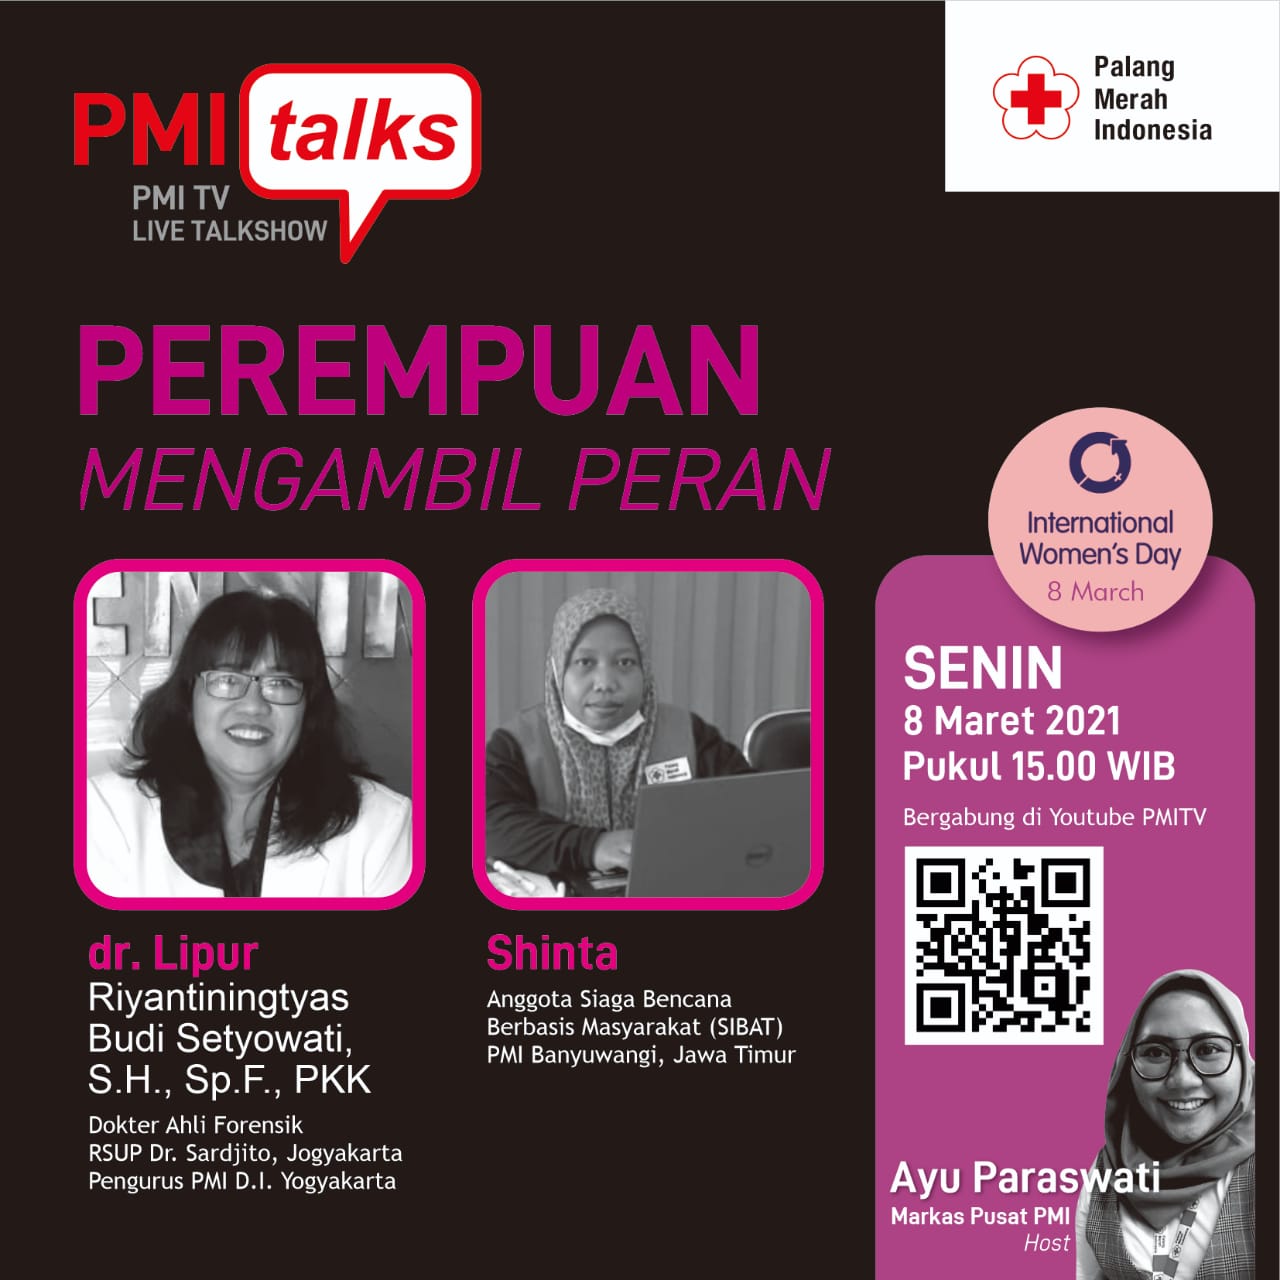 PMI talks
PMI TV
LIVE TALKSHOW
Palang
Merah
Indonesia
PEREMPUAN
MENGAMBIL PERAN
International
Women's Day
8 March
SENIN
8 Maret 2021
Pukul 15.00 WIB
Bergabung di Youtube PMITV
dr. Lipur
Riyantiningtyas
Budi Setyowati,
S.H., Sp.F., PKK
Dokter Ahli Forensik
RSUP Dr. Sardjito, Jogyakarta
Pengurus PMI D.I. Yogyakarta
Palang
Merah
Indonesia
Shinta
Anggota Siaga Bencana
Berbasis Masyarakat (SIBAT)
PMI Banyuwangi, Jawa Timur
Ayu Paraswati
Markas Pusat PMI
Host